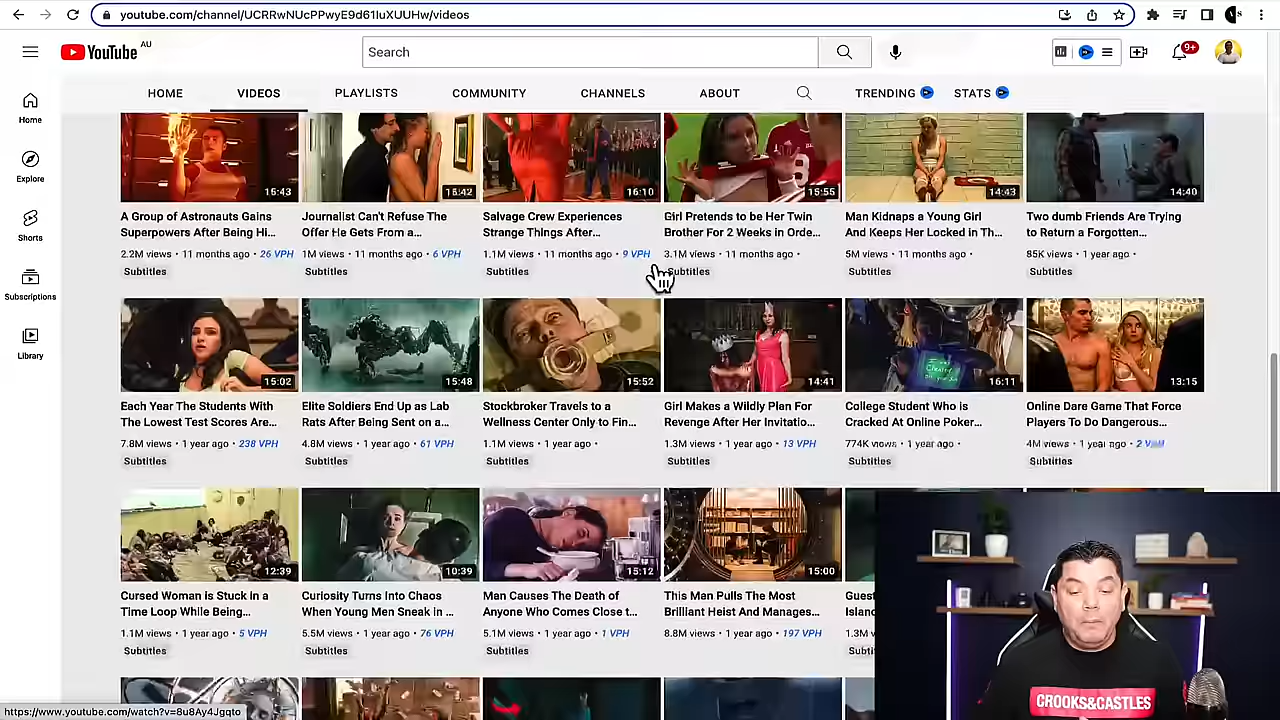 youtube.com/channel/UCRRwNUcPPwyE9d61IuXUUHw/videos
YouTube AU
Search
9+
HOME
VIDEOS
PLAYLISTS
COMMUNITY
CHANNELS
ABOUT
TRENDING
STATS
Home
Explore
Shorts
Subscriptions
Library
15:43
15:42
16:10
15:55
14:43
14:40
A Group of Astronauts Gains
Superpowers After Being Hi...
2.2M views • 11 months ago • 26 VPH
Subtitles
Journalist Can't Refuse The
Offer He Gets From a...
1M views • 11 months ago • 6 VPH
Subtitles
Salvage Crew Experiences
Strange Things After...
1.1M views • 11 months ago • 9 VPH
Subtitles
Girl Pretends to be Her Twin
Brother For 2 Weeks in Orde...
3.1M views • 11 months ago •
Subtitles
Man Kidnaps a Young Girl
And Keeps Her Locked in Th...
5M views • 11 months ago •
Subtitles
Two dumb Friends Are Trying
to Return a Forgotten...
85K views • 1 year ago •
Subtitles
15:02
15:48
15:52
14:41
16:11
13:15
Each Year The Students With
The Lowest Test Scores Are...
7.8M views • 1 year ago • 238 VPH
Subtitles
Elite Soldiers End Up as Lab
Rats After Being Sent on a...
4.8M views • 1 year ago • 61 VPH
Subtitles
Stockbroker Travels to a
Wellness Center Only to Fin...
1.1M views • 1 year ago •
Subtitles
Girl Makes a Wildly Plan For
Revenge After Her Invitatio...
1.3M views • 1 year ago • 13 VPH
Subtitles
College Student Who is
Cracked At Online Poker...
774K views • 1 year ago •
Subtitles
Online Dare Game That Force
Players To Do Dangerous...
4M views • 1 year ago • 2 VPH
Subtitles
12:39
10:39
15:12
15:00
Cursed Woman is Stuck in a
Time Loop While Being...
1.1M views • 1 year ago • 5 VPH
Subtitles
Curiosity Turns Into Chaos
When Young Men Sneak in ...
5.5M views • 1 year ago • 76 VPH
Subtitles
Man Causes The Death of
Anyone Who Comes Close t...
5.1M views • 1 year ago • 1 VPH
Subtitles
This Man Pulls The Most
Brilliant Heist And Manages...
8.8M views • 1 year ago • 197 VPH
Subtitles
Guest
Island
1.3M v
Subtitl
CROOKS&CASTLES
https://www.youtube.com/watch?v=8u8Ay4Jgqto